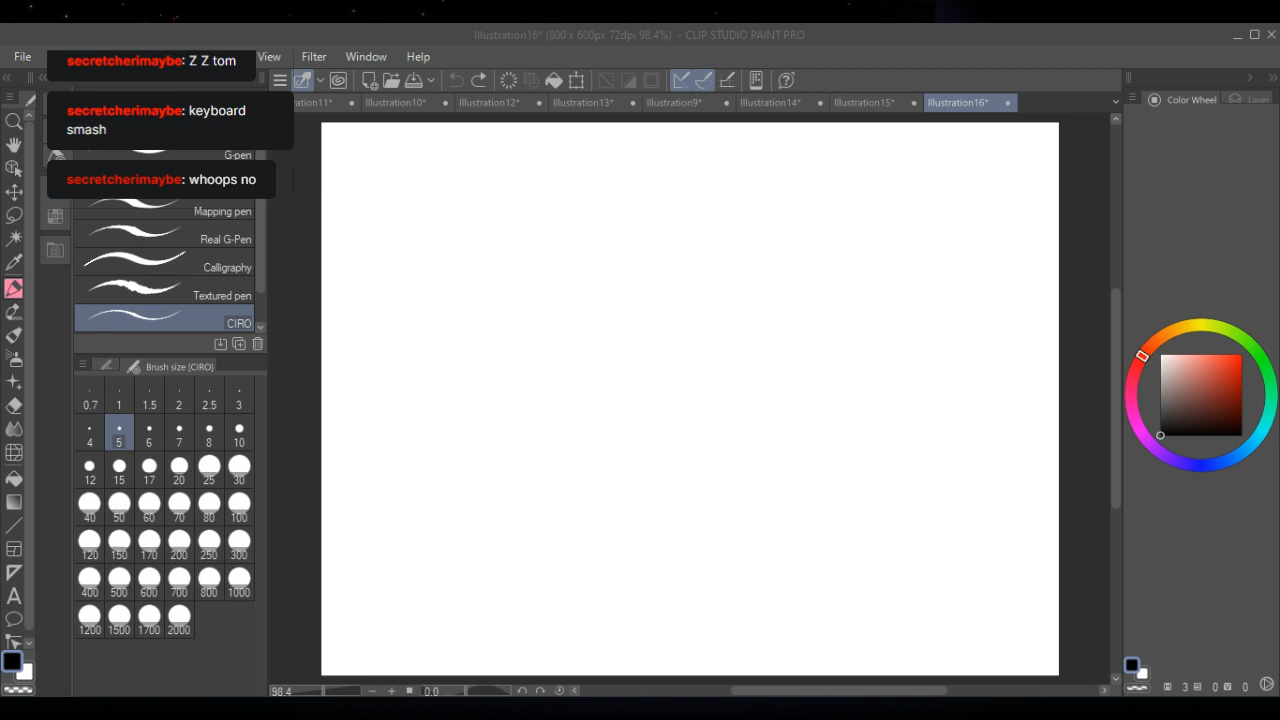 Illustration16* (800 x 600px 72dpi 98.4%) - CLIP STUDIO PAINT PRO
File View Filter Window Help
secretcherimaybe: Z Z tom
secretcherimaybe: keyboard
smash
secretcherimaybe: whoops no
Illustration10* Illustration12* Illustration13* Illustration9* Illustration14* Illustration15* Illustration16*
Color Wheel Layer
G-pen
Mapping pen
Real G-Pen
Calligraphy
Textured pen
CIRO
Brush size [CIRO]
0.7 1 1.5 2 2.5 3
4 5 6 7 8 10
12 15 17 20 25 30
40 50 60 70 80 100
120 150 170 200 250 300
400 500 600 700 800 1000
1200 1500 1700 2000
98.4 0.0
3 0 0